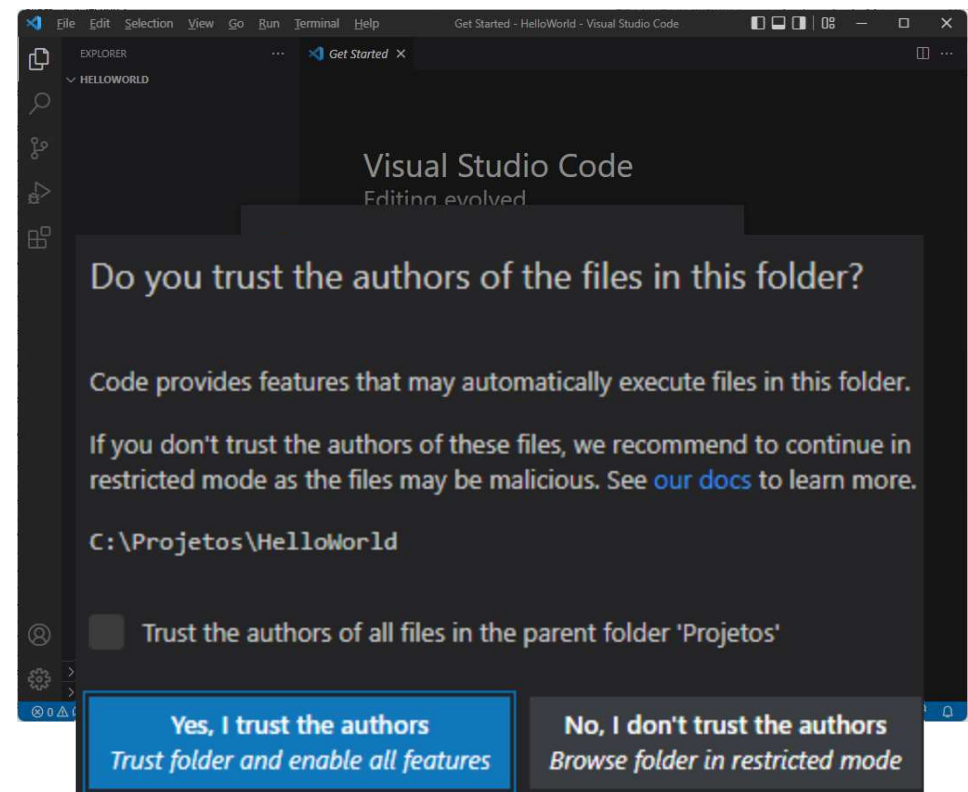 File Edit Selection View Go Run Terminal Help Get Started - HelloWorld - Visual Studio Code
EXPLORER ··· Get Started
HELLOWORLD
Visual Studio Code
Editing evolved
Do you trust the authors of the files in this folder?
Code provides features that may automatically execute files in this folder.
If you don't trust the authors of these files, we recommend to continue in
restricted mode as the files may be malicious. See our docs to learn more.
C:\Projetos\HelloWorld
Trust the authors of all files in the parent folder 'Projetos'
0
Yes, I trust the authors
Trust folder and enable all features
No, I don't trust the authors
Browse folder in restricted mode